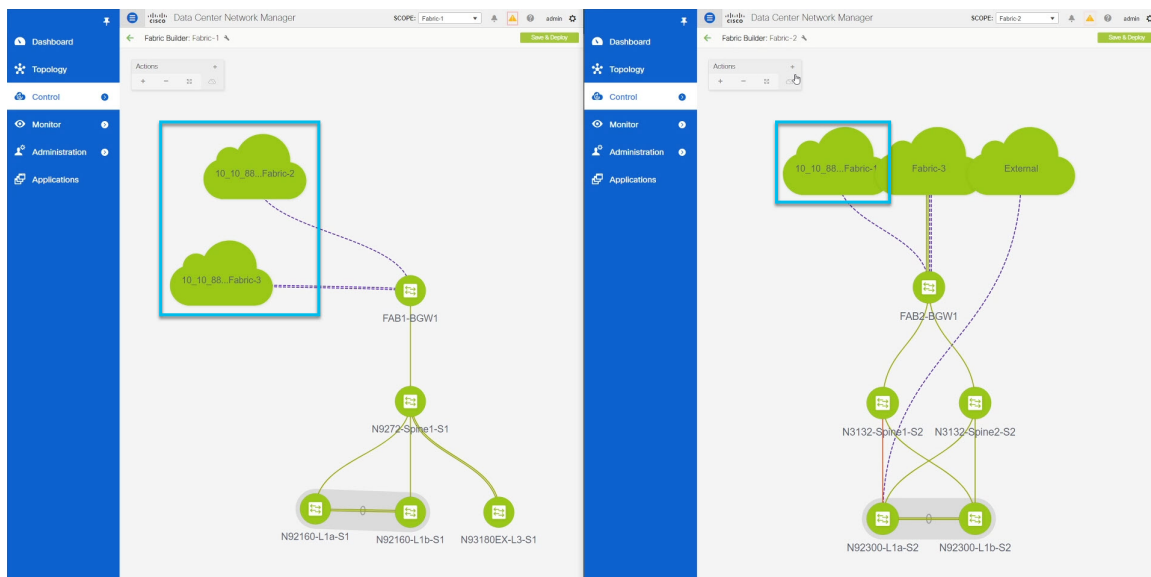 cisco Data Center Network Manager SCOPE: Fabric-1 admin
Fabric Builder: Fabric-1 Save & Deploy
Dashboard
Topology
Control
Monitor
Administration
Applications
Actions
10_10_88...Fabric-2
10_10_88...Fabric-3
FAB1-BGW1
N9272-Spine1-S1
N92160-L1a-S1 N92160-L1b-S1 N93180EX-L3-S1
cisco Data Center Network Manager SCOPE: Fabric-2 admin
Fabric Builder: Fabric-2 Save & Deploy
Dashboard
Topology
Control
Monitor
Administration
Applications
Actions
10_10_88...Fabric-1 Fabric-3 External
FAB2-BGW1
N3132-Spine1-S2 N3132-Spine2-S2
N92300-L1a-S2 N92300-L1b-S2